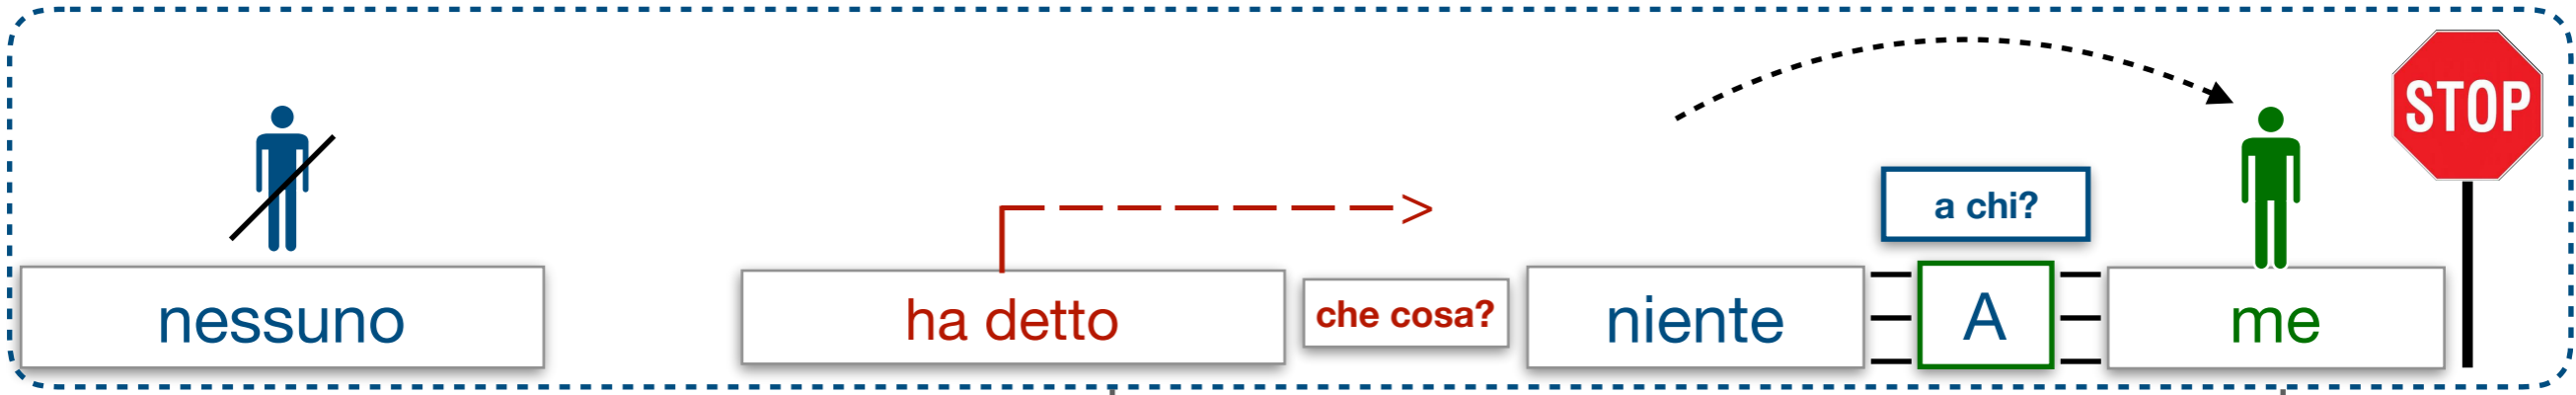 STOP
a chi?
nessuno ha detto che cosa? niente A me